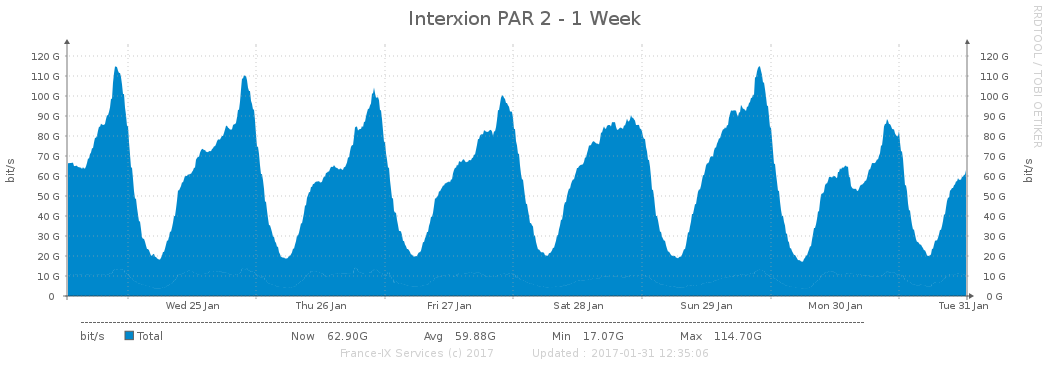 Interxion PAR 2 - 1 Week
RRDTOOL / TOBI OETIKER
bit/s
120 G
110 G
100 G
90 G
80 G
70 G
60 G
50 G
40 G
30 G
20 G
10 G
0
120 G
110 G
100 G
90 G
80 G
70 G
60 G
50 G
40 G
30 G
20 G
10 G
0 G
bit/s
Wed 25 Jan Thu 26 Jan Fri 27 Jan Sat 28 Jan Sun 29 Jan Mon 30 Jan Tue 31 Jan
bit/s Total Now 62.90G Avg 59.88G Min 17.07G Max 114.70G
France-IX Services (c) 2017 Updated : 2017-01-31 12:35:06